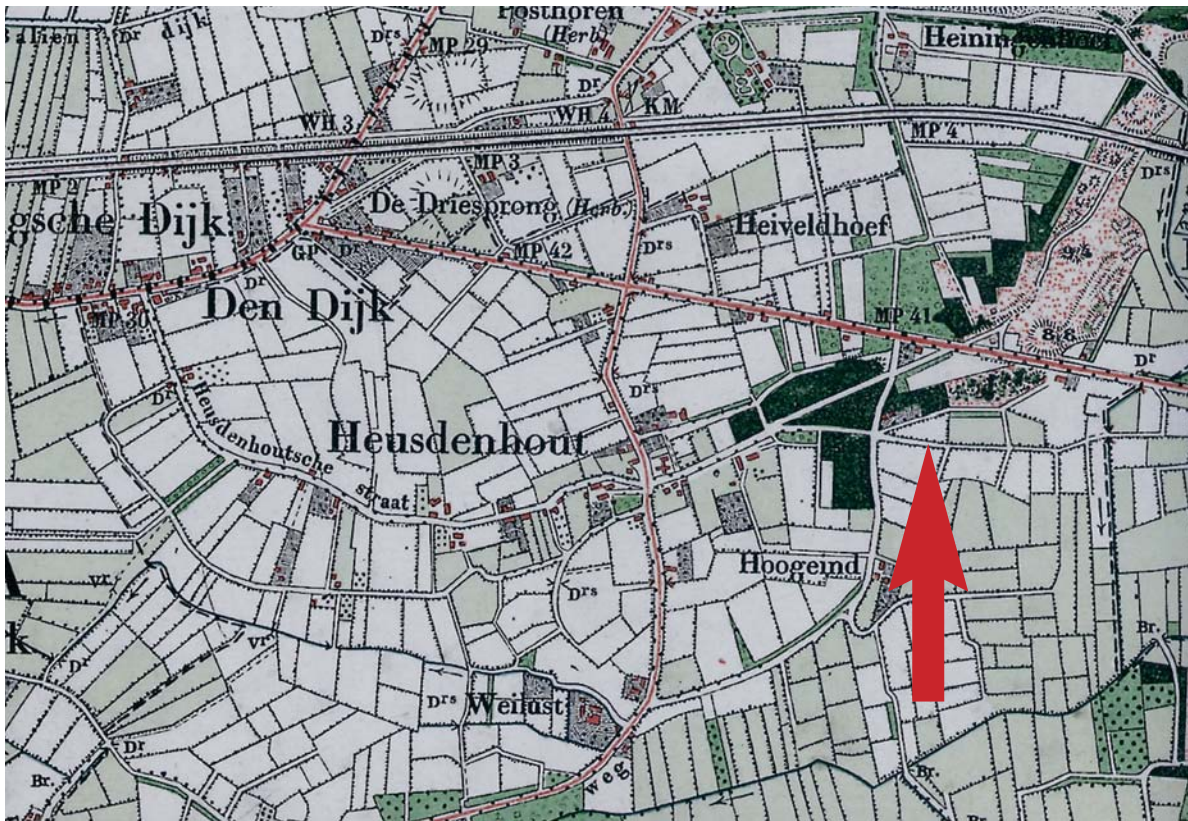 Posthoren
(Herb)
Dr
dijk
Drs
MP 29
Dr
WH 3
WH 4
KM
MP 4
MP 2
MP 3
Drs
gsche Dijk
De Driesprong (Herb.)
Heiveldhoef
GP
Dr
MP 42
Drs
Dr
Den Dijk
MP 30
MP 41
Dr
Drs
Dr
Heusdenhoutsche
straat
Heusdenhout
Hoogeind
Drs
vr.
vr.
k
Dr
Drs
Weilust
Br.
Dr
Br.
weg
Br.